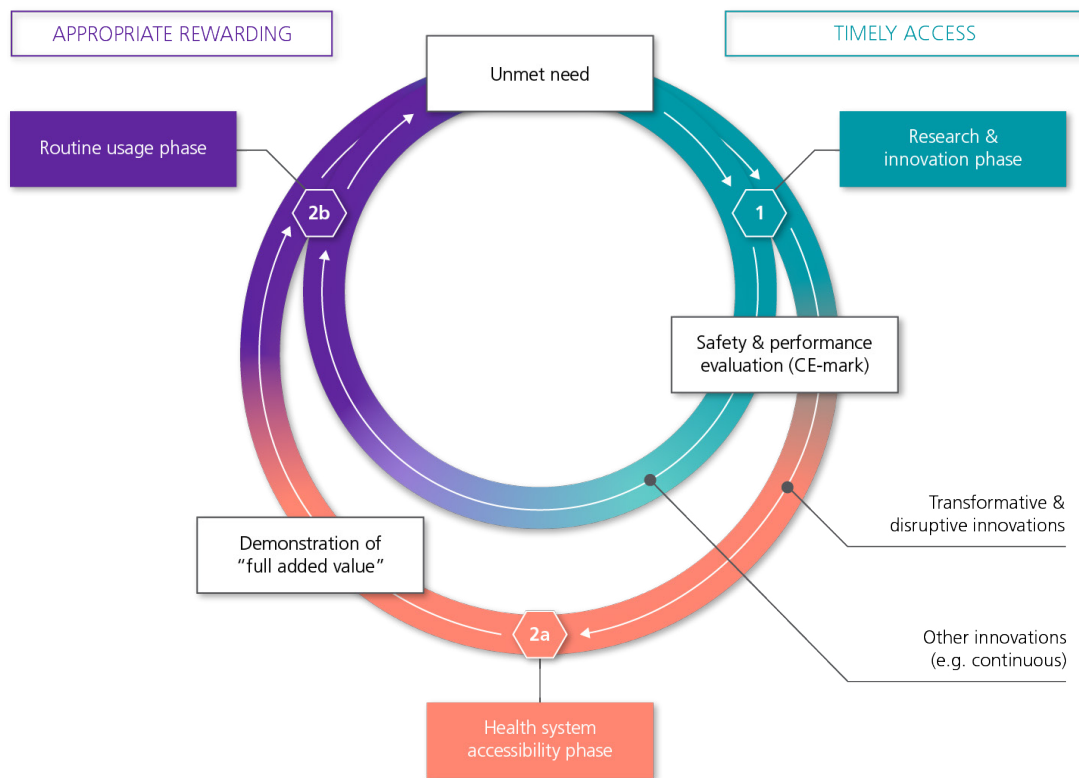 APPROPRIATE REWARDING
TIMELY ACCESS
Unmet need
Routine usage phase
Research &
innovation phase
2b
1
Safety & performance
evaluation (CE-mark)
Transformative &
disruptive innovations
Demonstration of
“full added value”
2a
Other innovations
(e.g. continuous)
Health system
accessibility phase